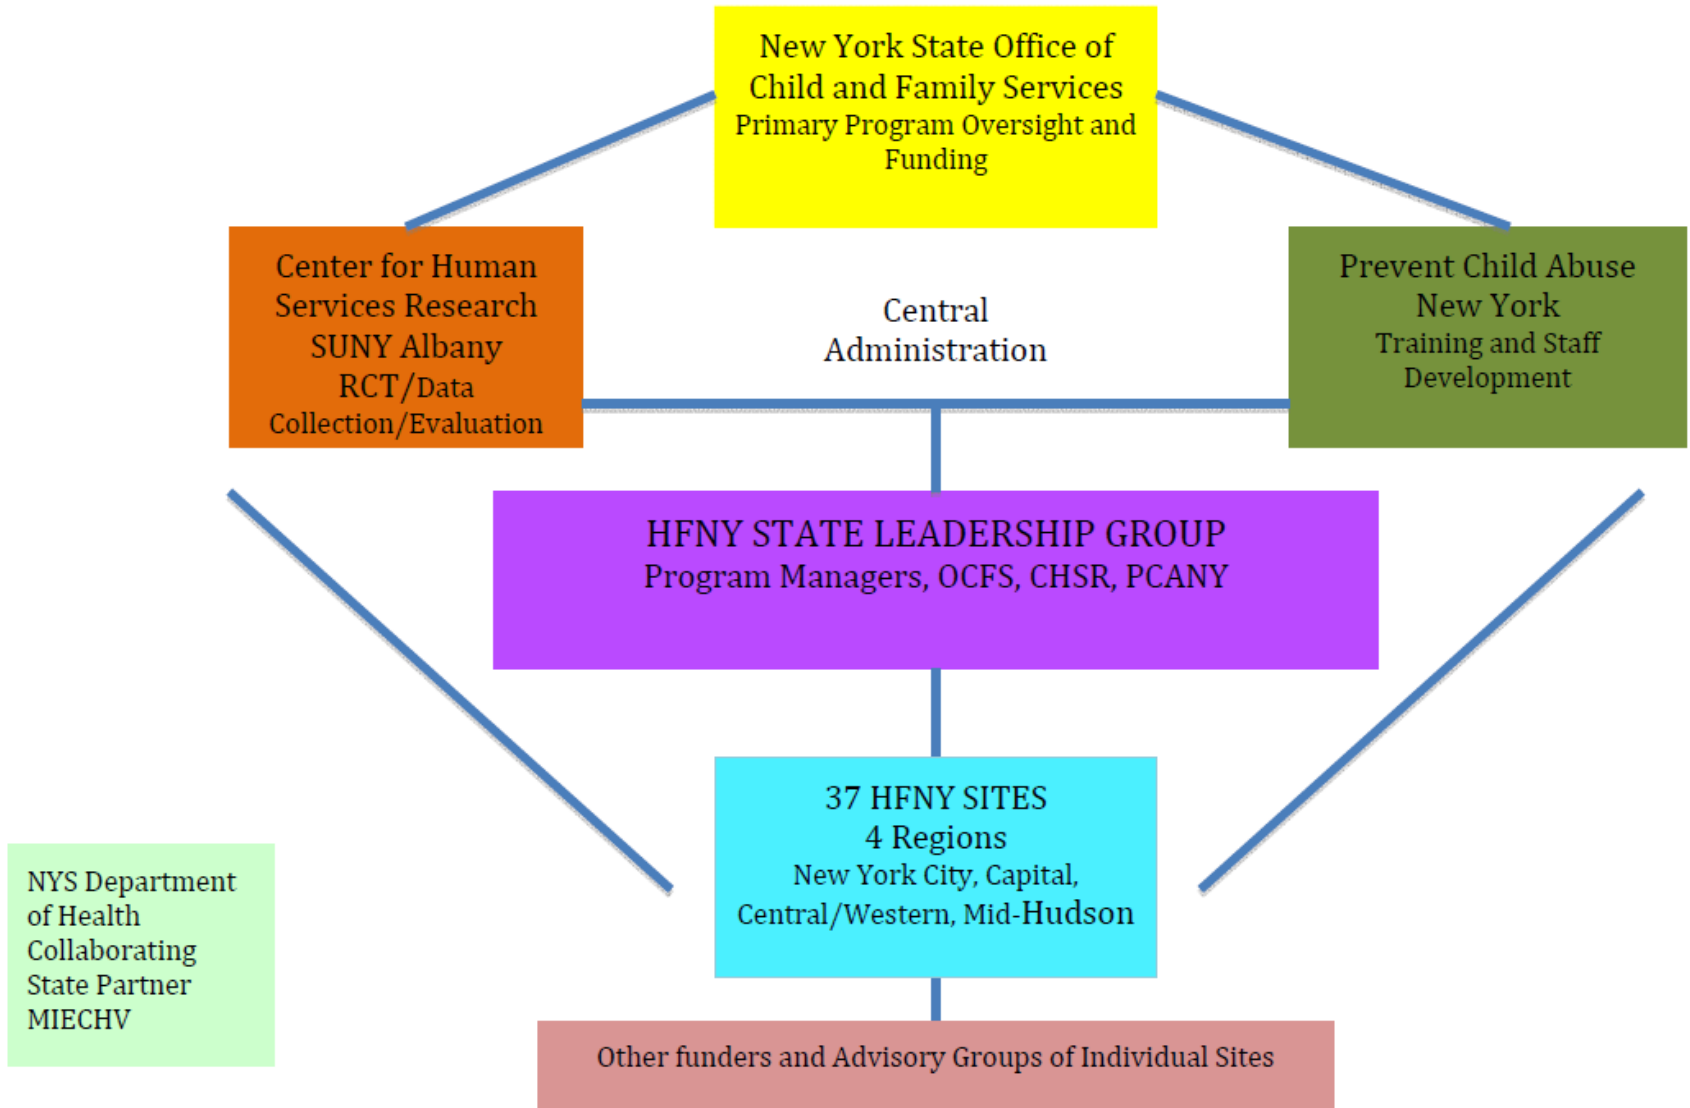 New York State Office of
Child and Family Services
Primary Program Oversight and
Funding
Center for Human
Services Research
SUNY Albany
RCT/Data
Collection/Evaluation
Central
Administration
Prevent Child Abuse
New York
Training and Staff
Development
HFNY STATE LEADERSHIP GROUP
Program Managers, OCFS, CHSR, PCANY
37 HFNY SITES
4 Regions
New York City, Capital,
Central/Western, Mid-Hudson
NYS Department
of Health
Collaborating
State Partner
MIECHV
Other funders and Advisory Groups of Individual Sites